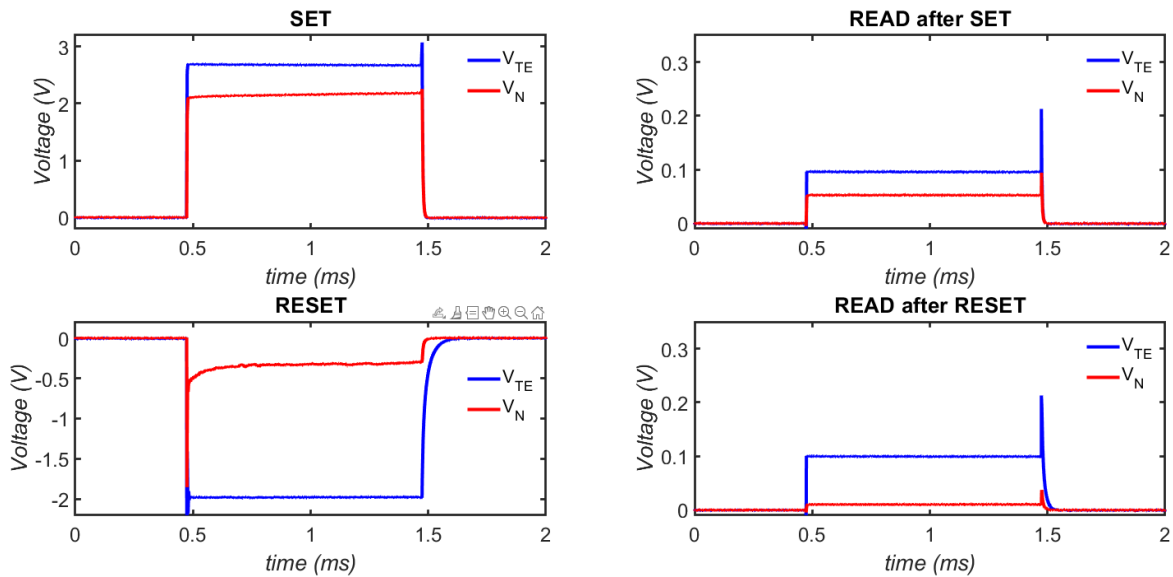 SET
Voltage (V)
3
2
1
0
V_TE
V_N
0 0.5 1 1.5 2
time (ms)
READ after SET
Voltage (V)
0.3
0.2
0.1
0
V_TE
V_N
0 0.5 1 1.5 2
time (ms)
RESET
Voltage (V)
0
-0.5
-1
-1.5
-2
V_TE
V_N
0 0.5 1 1.5 2
time (ms)
READ after RESET
Voltage (V)
0.3
0.2
0.1
0
V_TE
V_N
0 0.5 1 1.5 2
time (ms)